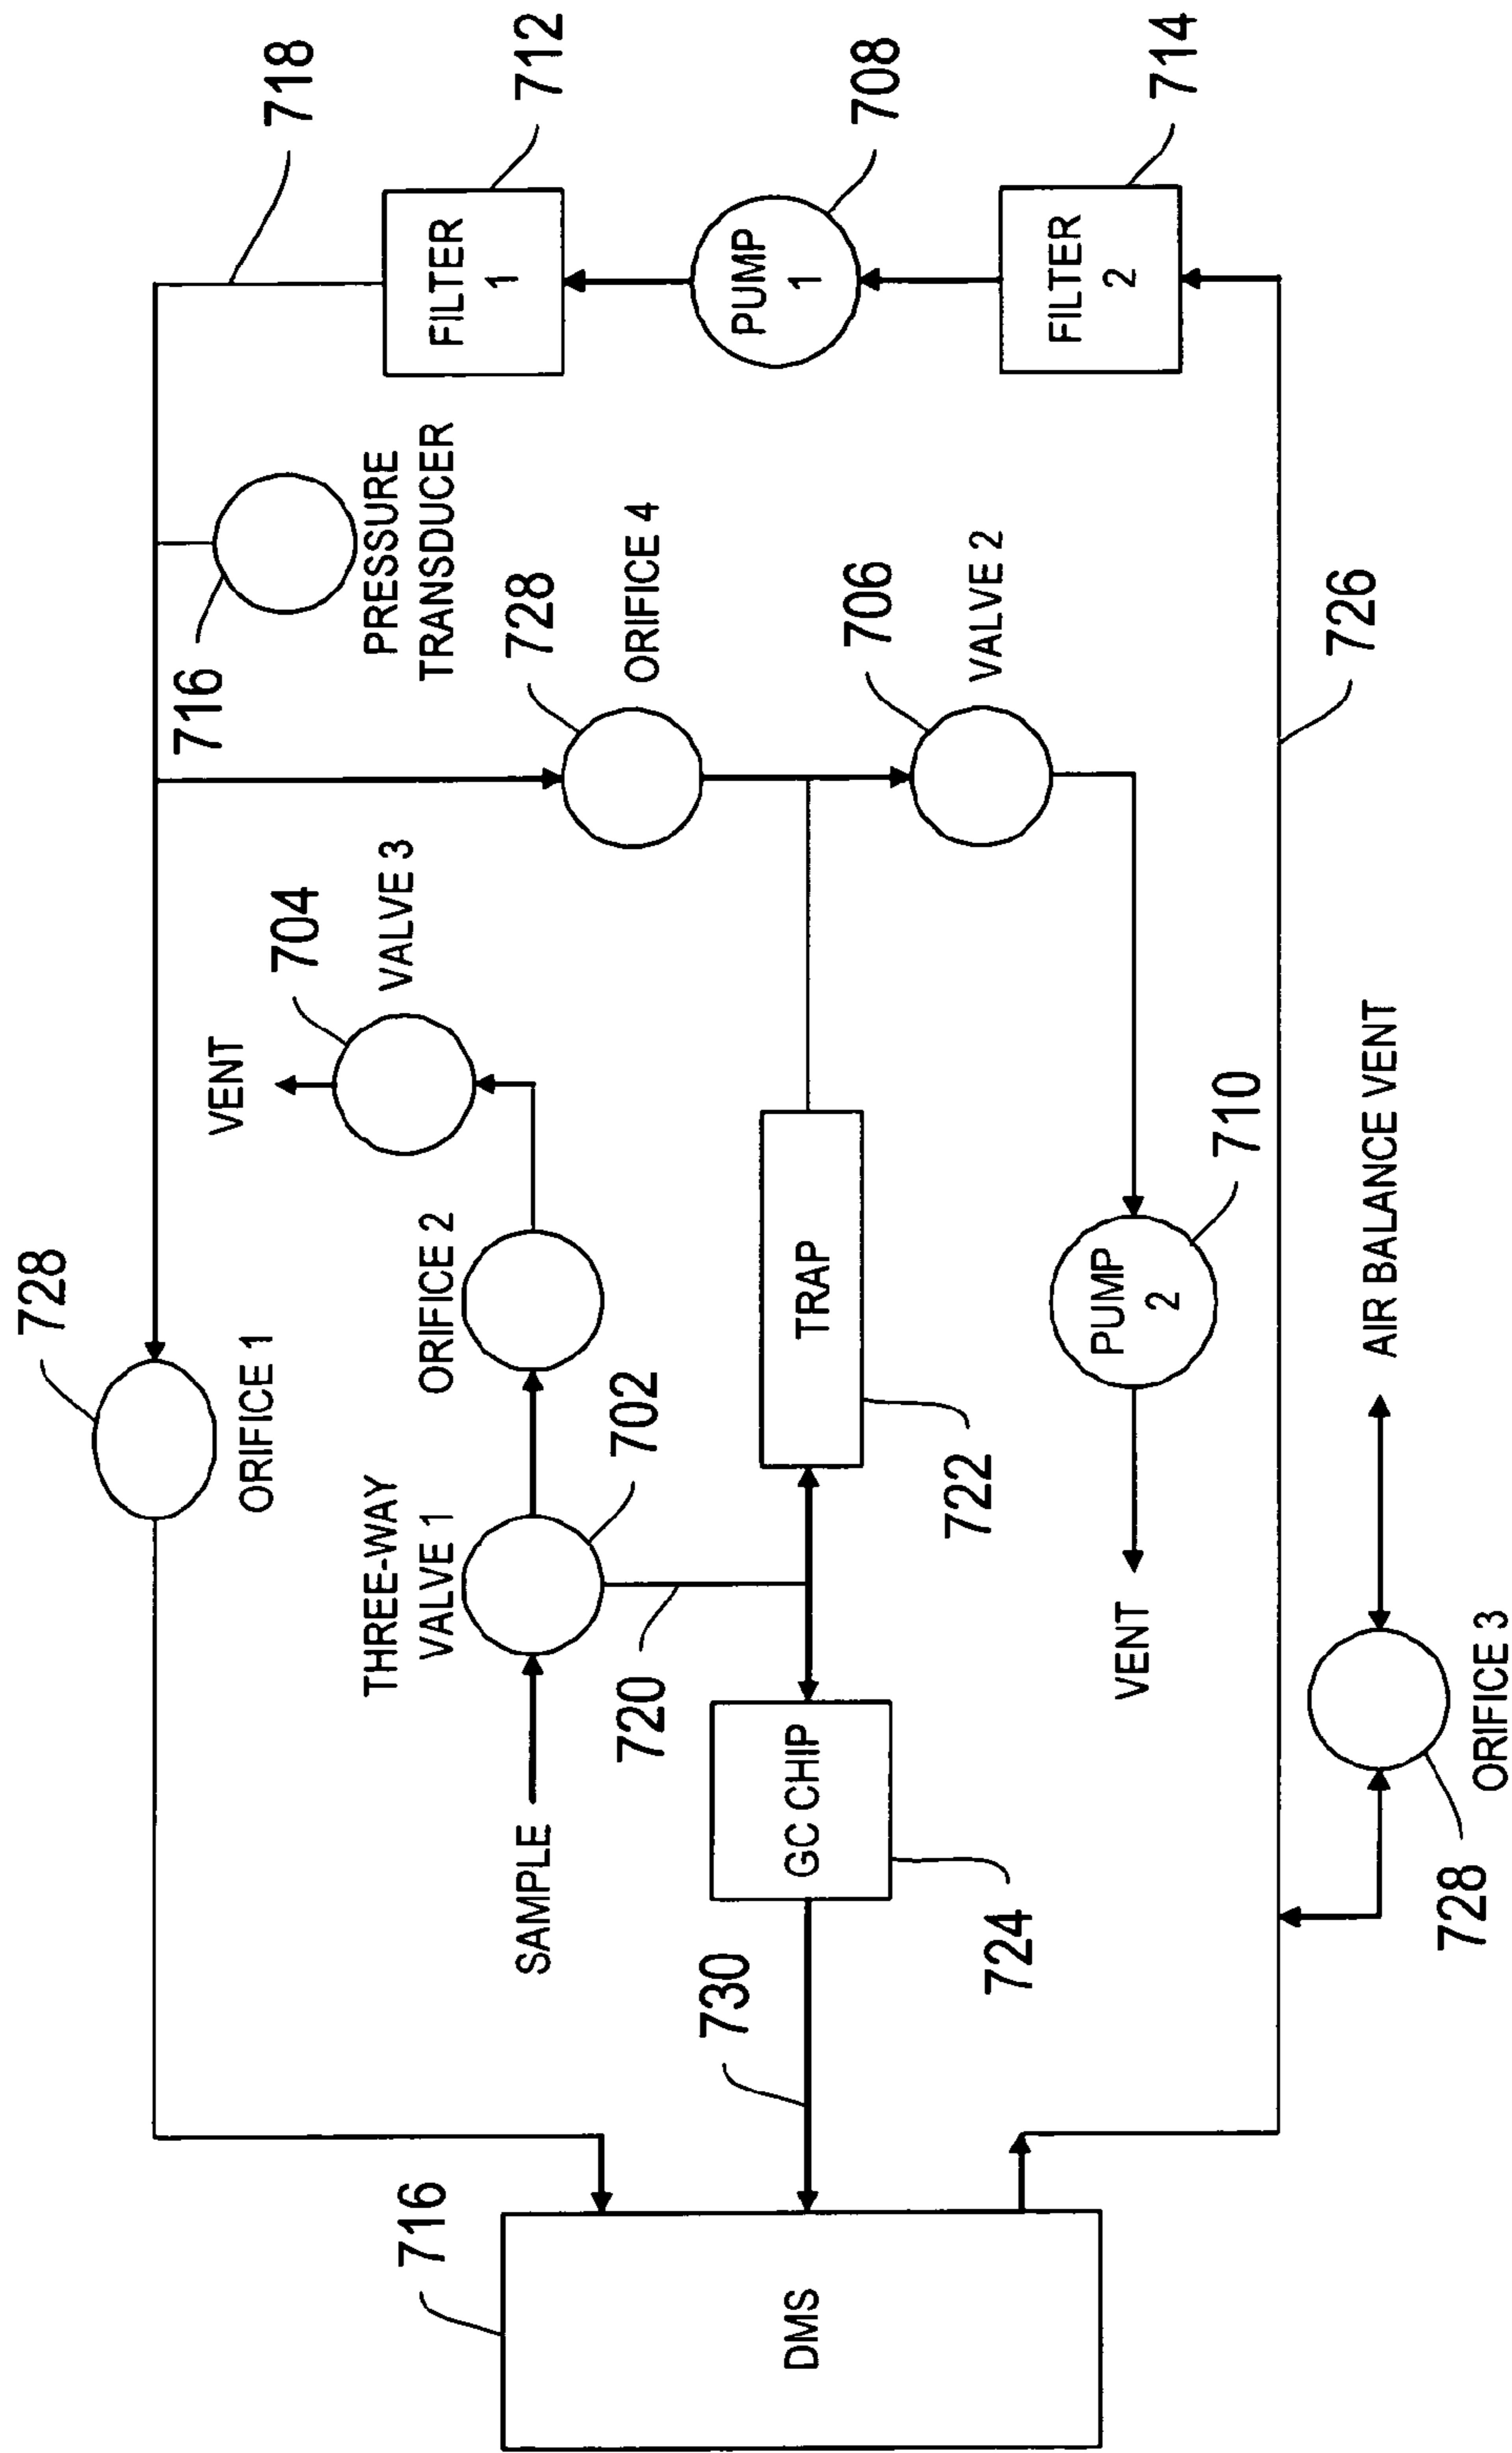 718
712
FILTER
1
708
PUMP
1
714
FILTER
2
716
PRESSURE
TRANSDUCER
728
ORIFICE 4
706
VALVE 2
726
704
VALVE 3
VENT
728
ORIFICE 1
ORIFICE 2
THREE-WAY
VALVE 1
702
TRAP
722
710
PUMP
2
VENT
AIR BALANCE VENT
SAMPLE
720
GC CHIP
724
730
728
ORIFICE 3
716
DMS